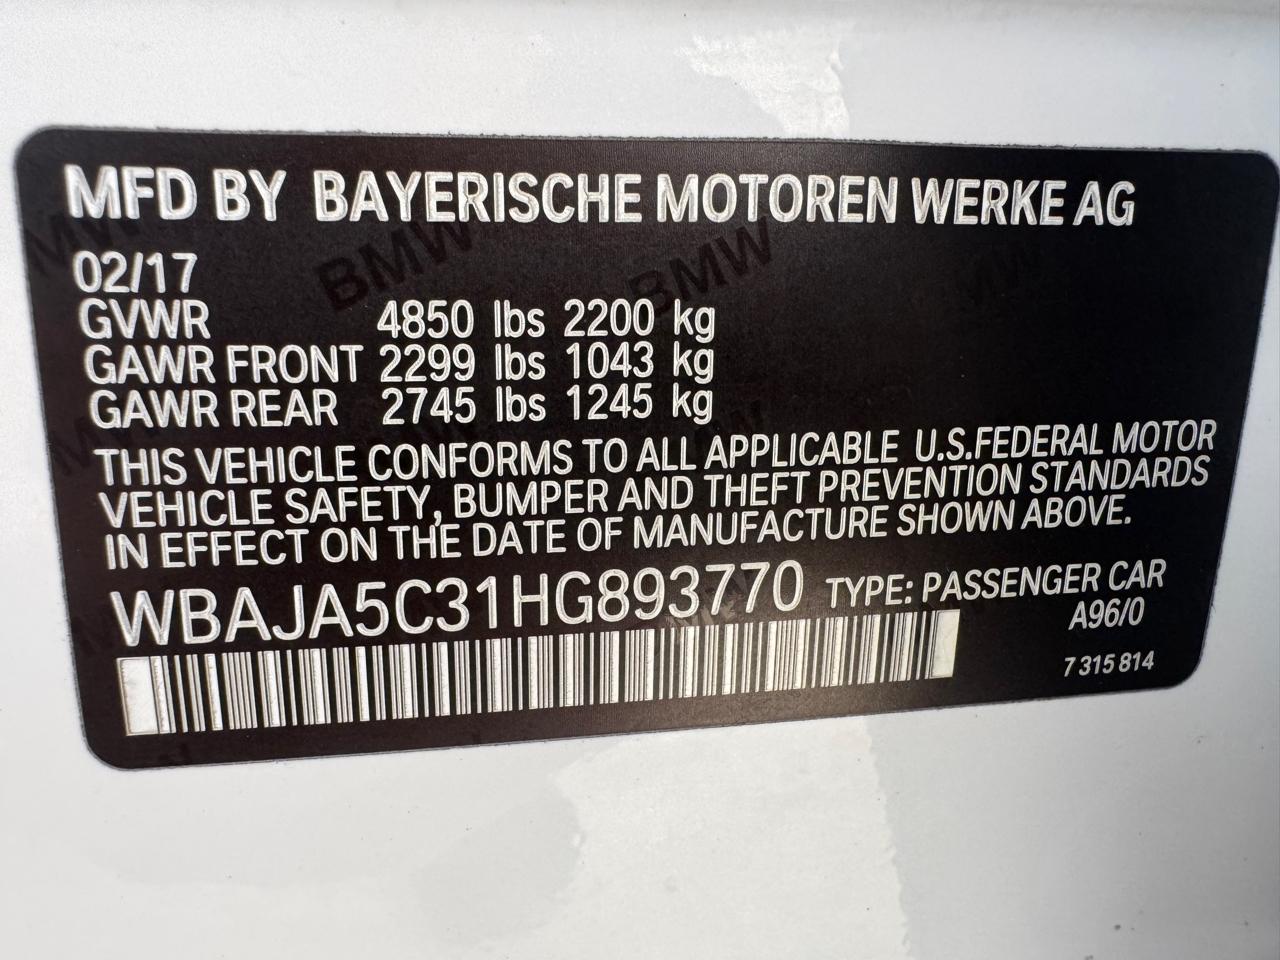 MFD BY BAYERISCHE MOTOREN WERKE AG
02/17
GVWR 4850 lbs 2200 kg
GAWR FRONT 2299 lbs 1043 kg
GAWR REAR 2745 lbs 1245 kg
THIS VEHICLE CONFORMS TO ALL APPLICABLE U.S.FEDERAL MOTOR
VEHICLE SAFETY, BUMPER AND THEFT PREVENTION STANDARDS
IN EFFECT ON THE DATE OF MANUFACTURE SHOWN ABOVE.
WBAJA5C31HG893770 TYPE: PASSENGER CAR
A96/0
7 315 814
BMW
BMW